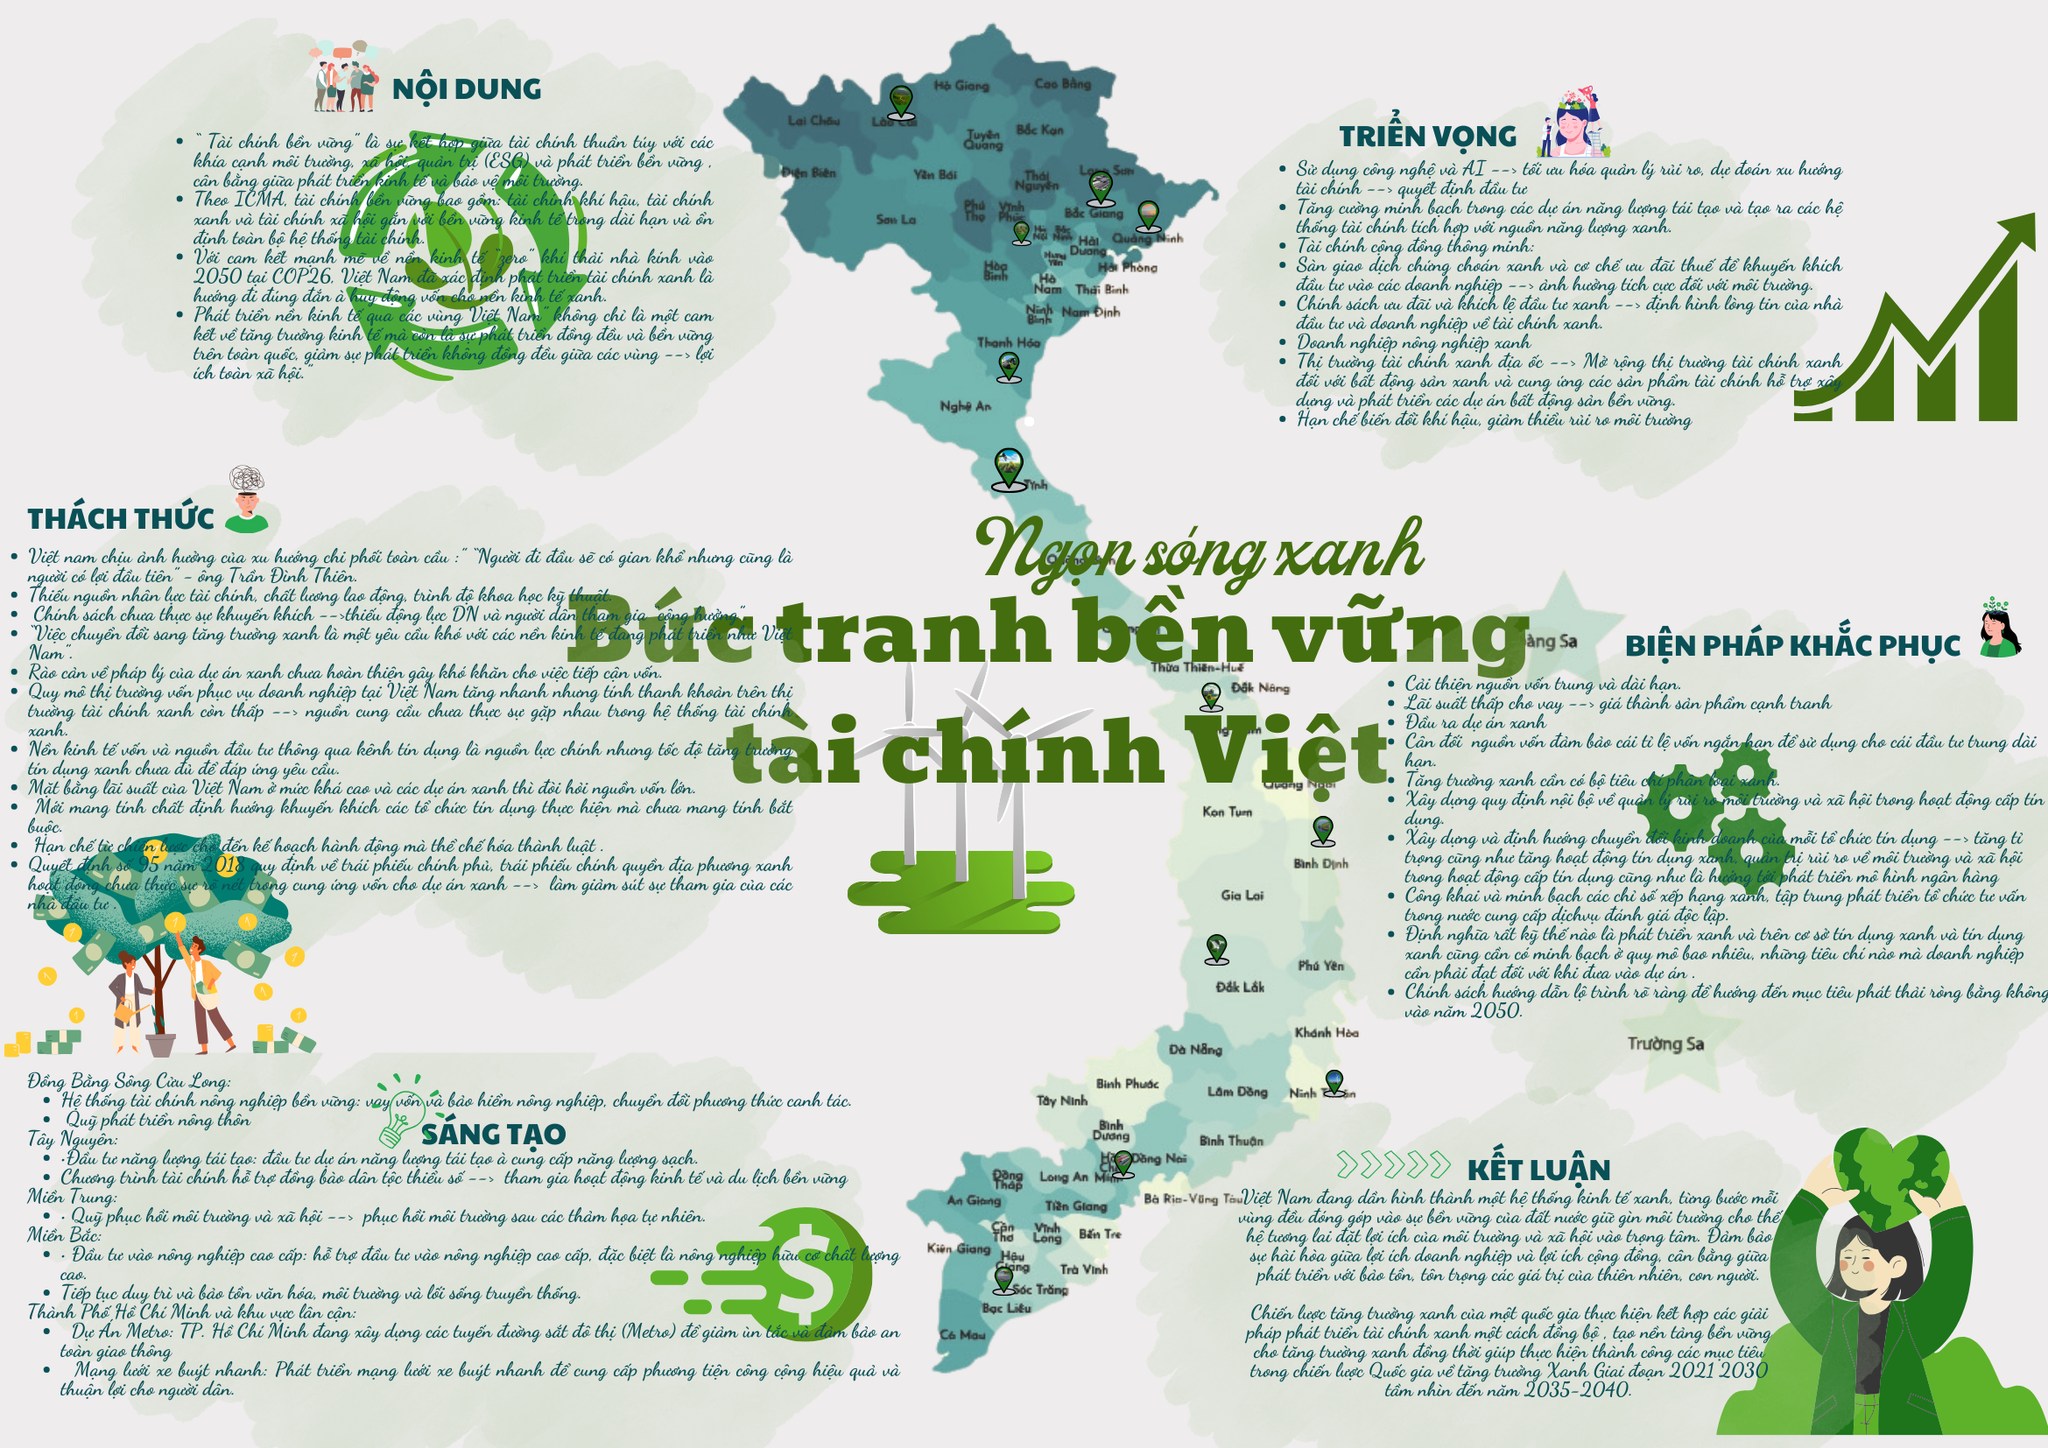 NỘI DUNG
“ Tài chính bền vững” là sự kết hợp giữa tài chính thuần túy với các
khía cạnh môi trường, xã hội, quản trị (ESG) và phát triển bền vững ,
cân bằng giữa phát triển kinh tế và bảo vệ môi trường.
Theo ICMA, tài chính bền vững bao gồm: tài chính khí hậu, tài chính
xanh và tài chính xã hội gắn với bền vững kinh tế trong dài hạn và ổn
định toàn bộ hệ thống tài chính.
Với cam kết mạnh mẽ về nền kinh tế “zero” khí thải nhà kính vào
2050 tại COP26, Việt Nam đã xác định phát triển tài chính xanh là
hướng đi đúng đắn à huy động vốn cho nền kinh tế xanh.
Phát triển nền kinh tế qua các vùng Việt Nam” không chỉ là một cam
kết về tăng trưởng kinh tế mà còn là sự phát triển đồng đều và bền vững
trên toàn quốc, giảm sự phát triển không đồng đều giữa các vùng --> lợi
ích toàn xã hội.”
TRIỂN VỌNG
Sử dụng công nghệ và AI --> tối ưu hóa quản lý rủi ro, dự đoán xu hướng
tài chính --> quyết định đầu tư
Tăng cường minh bạch trong các dự án năng lượng tái tạo và tạo ra các hệ
thống tài chính tích hợp với nguồn năng lượng xanh.
Tài chính cộng đồng thông minh:
Sàn giao dịch chứng choán xanh và cơ chế ưu đãi thuế để khuyến khích
đầu tư vào các doanh nghiệp --> ảnh hưởng tích cực đối với môi trường.
Chính sách ưu đãi và khích lệ đầu tư xanh --> định hình lòng tin của nhà
đầu tư và doanh nghiệp về tài chính xanh.
Doanh nghiệp nông nghiệp xanh
Thị trường tài chính xanh địa ốc --> Mở rộng thị trường tài chính xanh
đối với bất động sản xanh và cung ứng các sản phẩm tài chính hỗ trợ xây
dựng và phát triển các dự án bất động sản bền vững.
Hạn chế biến đổi khí hậu, giảm thiểu rủi ro môi trường
THÁCH THỨC
Việt nam chịu ảnh hưởng của xu hướng chi phối toàn cầu :” “Người đi đầu sẽ có gian khổ nhưng cũng là
người có lợi đầu tiên” - ông Trần Đình Thiên.
Thiếu nguồn nhân lực tài chính, chất lượng lao động, trình độ khoa học kỹ thuật.
Chính sách chưa thực sự khuyến khích -->thiếu động lực DN và người dân tham gia, cộng hưởng”
“Việc chuyển đổi sang tăng trưởng xanh là một yêu cầu khó với các nền kinh tế đang phát triển như Việt
Nam”.
Rào cản về pháp lý của dự án xanh chưa hoàn thiện gây khó khăn cho việc tiếp cận vốn.
Quy mô thị trường vốn phục vụ doanh nghiệp tại Việt Nam tăng nhanh nhưng tính thanh khoản trên thị
trường tài chính xanh còn thấp --> nguồn cung cầu chưa thực sự gặp nhau trong hệ thống tài chính
xanh.
Nền kinh tế vốn và nguồn đầu tư thông qua kênh tín dụng là nguồn lực chính nhưng tốc độ tăng trưởng
tín dụng xanh chưa đủ để đáp ứng yêu cầu.
Mặt bằng lãi suất của Việt Nam ở mức khá cao và các dự án xanh thì đòi hỏi nguồn vốn lớn.
Mới mang tính chất định hướng khuyến khích các tổ chức tín dụng thực hiện mà chưa mang tính bắt
buộc.
Hạn chế từ chiến lược cho đến kế hoạch hành động mà thể chế hóa thành luật .
Quyết định số 95 năm 2018 quy định về trái phiếu chính phủ, trái phiếu chính quyền địa phương xanh
hoạt động chưa thực sự rõ nét trong cung ứng vốn cho dự án xanh --> làm giảm sút sự tham gia của các
nhà đầu tư .
Ngọn sóng xanh
Bức tranh bền vững
tài chính Việt
BIỆN PHÁP KHẮC PHỤC
Cải thiện nguồn vốn trung và dài hạn.
Lãi suất thấp cho vay --> giá thành sản phẩm cạnh tranh
Đầu ra dự án xanh
Cân đối nguồn vốn đảm bảo cái tỉ lệ vốn ngắn hạn để sử dụng cho cái đầu tư trung dài
hạn.
Tăng trưởng xanh cần có bộ tiêu chí phân loại xanh.
Xây dựng quy định nội bộ về quản lý rủi ro môi trường và xã hội trong hoạt động cấp tín
dụng.
Xây dựng và định hướng chuyển đổi kinh doanh của mỗi tổ chức tín dụng --> tăng tỉ
trọng cũng như tăng hoạt động tín dụng xanh, quản trị rủi ro về môi trường và xã hội
trong hoạt động cấp tín dụng cũng như là hướng tới phát triển mô hình ngân hàng
Công khai và minh bạch các chỉ số xếp hạng xanh, tập trung phát triển tổ chức tư vấn
trong nước cung cấp dịchvụ đánh giá độc lập.
Định nghĩa rất kỹ thế nào là phát triển xanh và trên cơ sở tín dụng xanh và tín dụng
xanh cũng cần có minh bạch ở quy mô bao nhiêu, những tiêu chí nào mà doanh nghiệp
cần phải đạt đối với khi đưa vào dự án .
Chính sách hướng dẫn lộ trình rõ ràng để hướng đến mục tiêu phát thải ròng bằng không
vào năm 2050.
SÁNG TẠO
Đồng Bằng Sông Cửu Long:
Hệ thống tài chính nông nghiệp bền vững: vay vốn và bảo hiểm nông nghiệp, chuyển đổi phương thức canh tác.
Quỹ phát triển nông thôn
Tây Nguyên:
·Đầu tư năng lượng tái tạo: đầu tư dự án năng lượng tái tạo à cung cấp năng lượng sạch.
Chương trình tài chính hỗ trợ đồng bào dân tộc thiểu số --> tham gia hoạt động kinh tế và du lịch bền vững
Miền Trung:
· Quỹ phục hồi môi trường và xã hội --> phục hồi môi trường sau các thảm họa tự nhiên.
Miền Bắc:
· Đầu tư vào nông nghiệp cao cấp: hỗ trợ đầu tư vào nông nghiệp cao cấp, đặc biệt là nông nghiệp hữu cơ chất lượng
cao.
Tiếp tục duy trì và bảo tồn văn hóa, môi trường và lối sống truyền thống.
Thành Phố Hồ Chí Minh và khu vực lân cận:
Dự Án Metro: TP. Hồ Chí Minh đang xây dựng các tuyến đường sắt đô thị (Metro) để giảm ùn tắc và đảm bảo an
toàn giao thông
Mạng lưới xe buýt nhanh: Phát triển mạng lưới xe buýt nhanh để cung cấp phương tiện công cộng hiệu quả và
thuận lợi cho người dân.
KẾT LUẬN
Việt Nam đang dần hình thành một hệ thống kinh tế xanh, từng bước mỗi
vùng đều đóng góp vào sự bền vững của đất nước giữ gìn môi trường cho thế
hệ tương lai đặt lợi ích của môi trường và xã hội vào trọng tâm. Đảm bảo
sự hài hòa giữa lợi ích doanh nghiệp và lợi ích cộng đồng, cân bằng giữa
phát triển với bảo tồn, tôn trọng các giá trị của thiên nhiên, con người.
Chiến lược tăng trưởng xanh của một quốc gia thực hiện kết hợp các giải
pháp phát triển tài chính xanh một cách đồng bộ , tạo nền tảng bền vững
cho tăng trưởng xanh đồng thời giúp thực hiện thành công các mục tiêu
trong chiến lược Quốc gia về tăng trưởng Xanh Giai đoạn 2021 2030
tầm nhìn đến năm 2035-2040.
Hà Giang
Cao Bằng
Lai Châu
Lào Cai
Tuyên
Quang
Bắc Kạn
Điện Biên
Yên Bái
Thái
Nguyên
Lạng Sơn
Sơn La
Phú
Thọ
Vĩnh
Phúc
Bắc Giang
Quảng Ninh
Hải
Dương
Hòa
Bình
Hải Phòng
Hà
Nam
Thái Bình
Ninh
Bình
Nam Định
Thanh Hóa
Nghệ An
Tĩnh
Thừa Thiên-Huế
Đắk Nông
Quảng Ngãi
Kon Tum
Bình Định
Gia Lai
Phú Yên
Đắk Lắk
Khánh Hòa
Đà Nẵng
Bình Phước
Lâm Đồng
Tây Ninh
Bình
Dương
Bình Thuận
Đồng Nai
Đồng
Tháp
Long An
An Giang
Tiền Giang
Bà Rịa-Vũng Tàu
Cần
Thơ
Vĩnh
Long
Bến Tre
Kiên Giang
Hậu
Giang
Trà Vinh
Sóc Trăng
Bạc Liêu
Cà Mau
Trường Sa